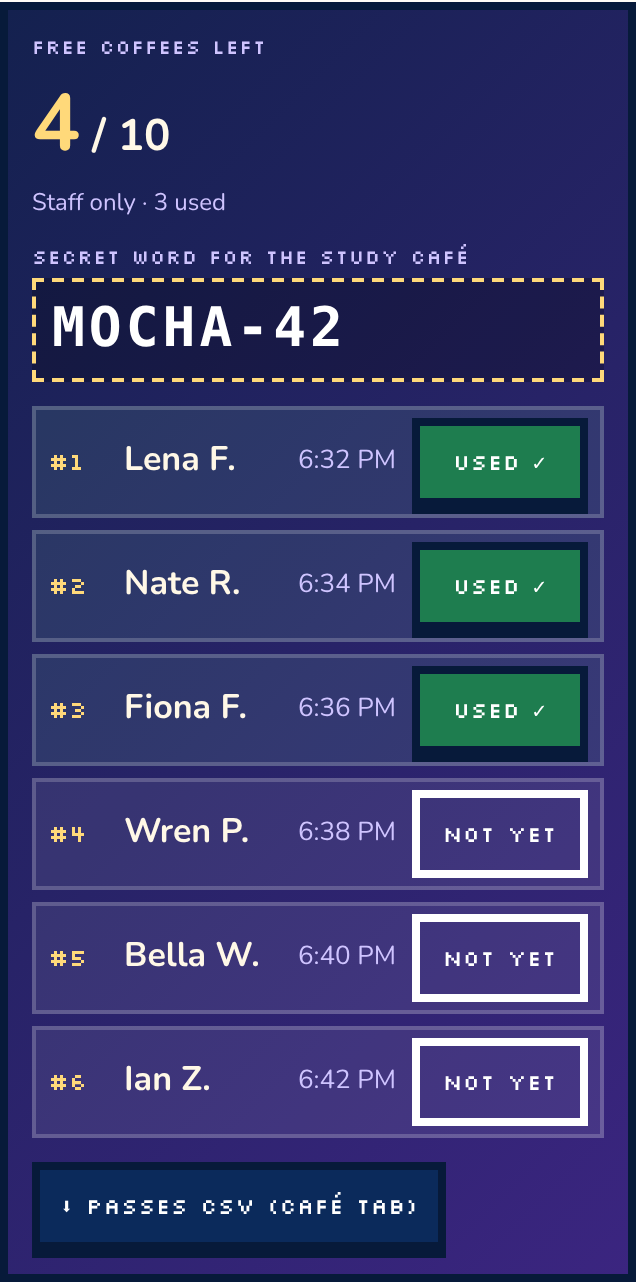 FREE COFFEES LEFT
4 / 10
Staff only · 3 used
SECRET WORD FOR THE STUDY CAFÉ
MOCHA-42
#1 Lena F. 6:32 PM USED ✓
#2 Nate R. 6:34 PM USED ✓
#3 Fiona F. 6:36 PM USED ✓
#4 Wren P. 6:38 PM NOT YET
#5 Bella W. 6:40 PM NOT YET
#6 Ian Z. 6:42 PM NOT YET
⬇ PASSES CSV (CAFÉ TAB)